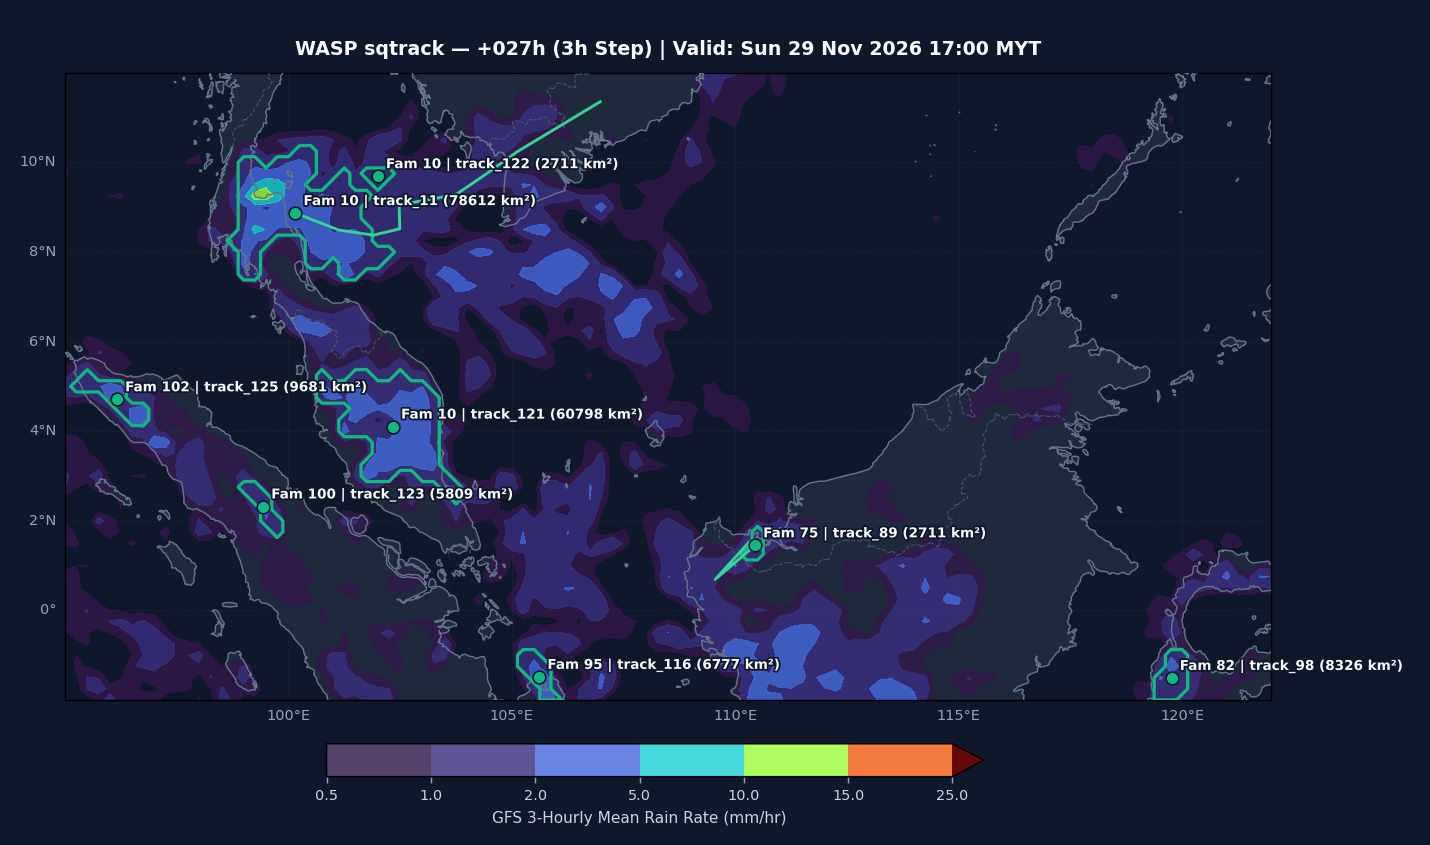 WASP sqtrack — +027h (3h Step) | Valid: Sun 29 Nov 2026 17:00 MYT
10°N
8°N
6°N
4°N
2°N
0°
Fam 10 | track_122 (2711 km²)
Fam 10 | track_11 (78612 km²)
Fam 102 | track_125 (9681 km²)
Fam 10 | track_121 (60798 km²)
Fam 100 | track_123 (5809 km²)
Fam 75 | track_89 (2711 km²)
Fam 95 | track_116 (6777 km²)
Fam 82 | track_98 (8326 km²)
100°E
105°E
110°E
115°E
120°E
0.5
1.0
2.0
5.0
10.0
15.0
25.0
GFS 3-Hourly Mean Rain Rate (mm/hr)